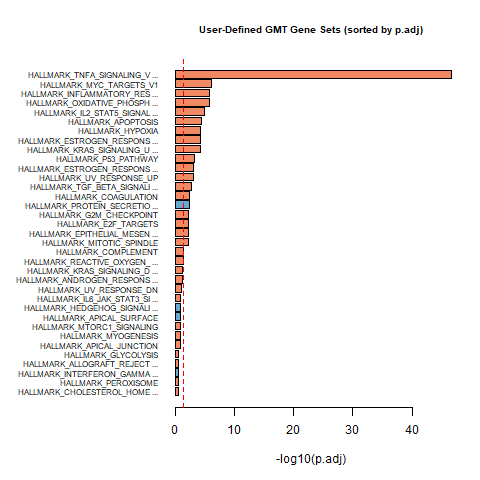 User-Defined GMT Gene Sets (sorted by p.adj)
HALLMARK_TNFA_SIGNALING_V ...
HALLMARK_MYC_TARGETS_V1
HALLMARK_INFLAMMATORY_RES ...
HALLMARK_OXIDATIVE_PHOSPH ...
HALLMARK_IL2_STAT5_SIGNAL ...
HALLMARK_APOPTOSIS
HALLMARK_HYPOXIA
HALLMARK_ESTROGEN_RESPONS ...
HALLMARK_KRAS_SIGNALING_U ...
HALLMARK_P53_PATHWAY
HALLMARK_ESTROGEN_RESPONS ...
HALLMARK_UV_RESPONSE_UP
HALLMARK_TGF_BETA_SIGNALI ...
HALLMARK_COAGULATION
HALLMARK_PROTEIN_SECRETIO ...
HALLMARK_G2M_CHECKPOINT
HALLMARK_E2F_TARGETS
HALLMARK_EPITHELIAL_MESEN ...
HALLMARK_MITOTIC_SPINDLE
HALLMARK_COMPLEMENT
HALLMARK_REACTIVE_OXYGEN_ ...
HALLMARK_KRAS_SIGNALING_D ...
HALLMARK_ANDROGEN_RESPONS ...
HALLMARK_UV_RESPONSE_DN
HALLMARK_IL6_JAK_STAT3_SI ...
HALLMARK_HEDGEHOG_SIGNALI ...
HALLMARK_APICAL_SURFACE
HALLMARK_MTORC1_SIGNALING
HALLMARK_MYOGENESIS
HALLMARK_APICAL_JUNCTION
HALLMARK_GLYCOLYSIS
HALLMARK_ALLOGRAFT_REJECT ...
HALLMARK_INTERFERON_GAMMA ...
HALLMARK_PEROXISOME
HALLMARK_CHOLESTEROL_HOME ...
0 10 20 30 40
-log10(p.adj)